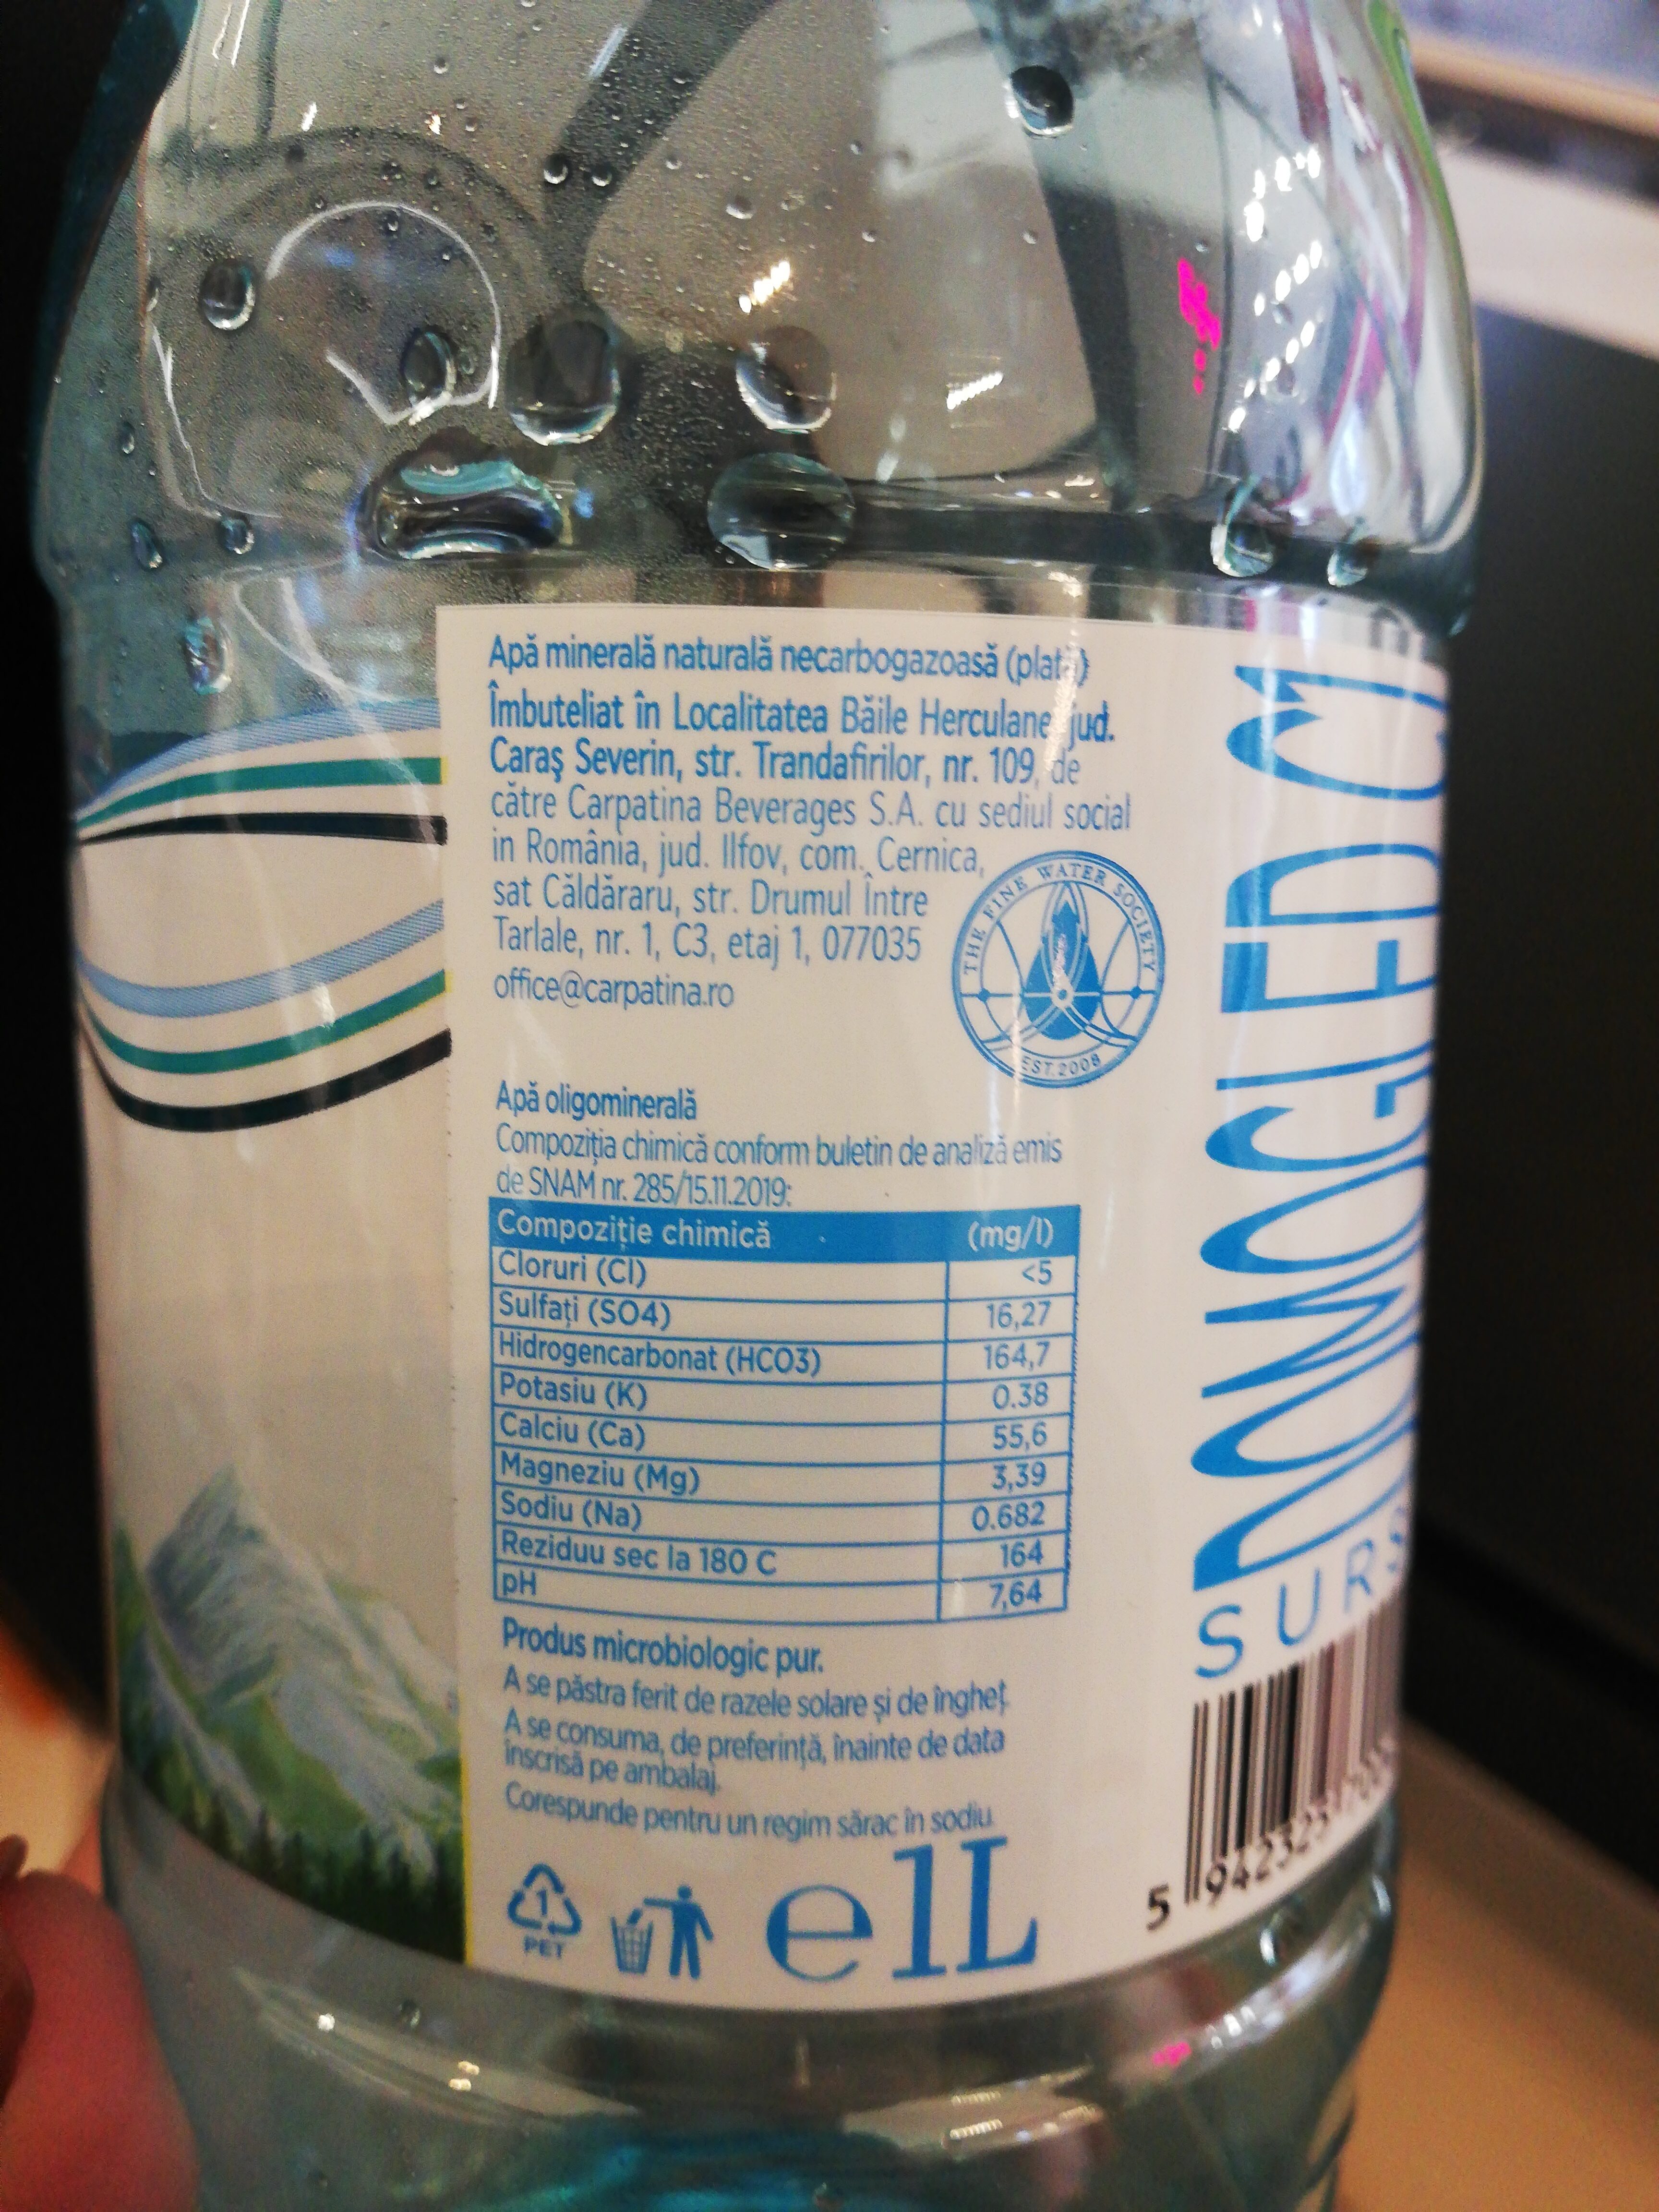 Apă minerală naturală necarbogazoasă (plată)
Îmbuteliat în Localitatea Băile Herculane, jud.
Caraş Severin, str. Trandafirilor, nr. 109, de
către Carpatina Beverages S.A. cu sediul social
in România, jud. Ilfov, com. Cernica,
sat Căldăraru, str. Drumul Între
Tarlale, nr. 1, C3, etaj 1, 077035
office@carpatina.ro
THE FINE WATER SOCIETY
EST. 2008
Apă oligominerală
Compoziția chimică conform buletin de analiză emis
de SNAM nr. 285/15.11.2019:
Compoziție chimică (mg/l)
Cloruri (Cl) <5
Sulfați (SO4) 16,27
Hidrogencarbonat (HCO3) 164,7
Potasiu (K) 0.38
Calciu (Ca) 55,6
Magneziu (Mg) 3,39
Sodiu (Na) 0.682
Reziduu sec la 180 C 164
pH 7,64
Produs microbiologic pur.
A se păstra ferit de razele solare și de îngheț.
A se consuma, de preferință, înainte de data
înscrisă pe ambalaj.
Corespunde pentru un regim sărac în sodiu.
1
PET
e 1L
DOMOGLED
SURS